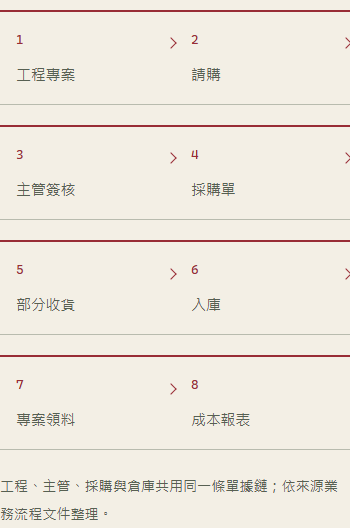 1
2
工程專案
請購
3
4
主管簽核
採購單
5
6
部分收貨
入庫
7
8
專案領料
成本報表
工程、主管、採購與倉庫共用同一條單據鏈；依來源業
務流程文件整理。